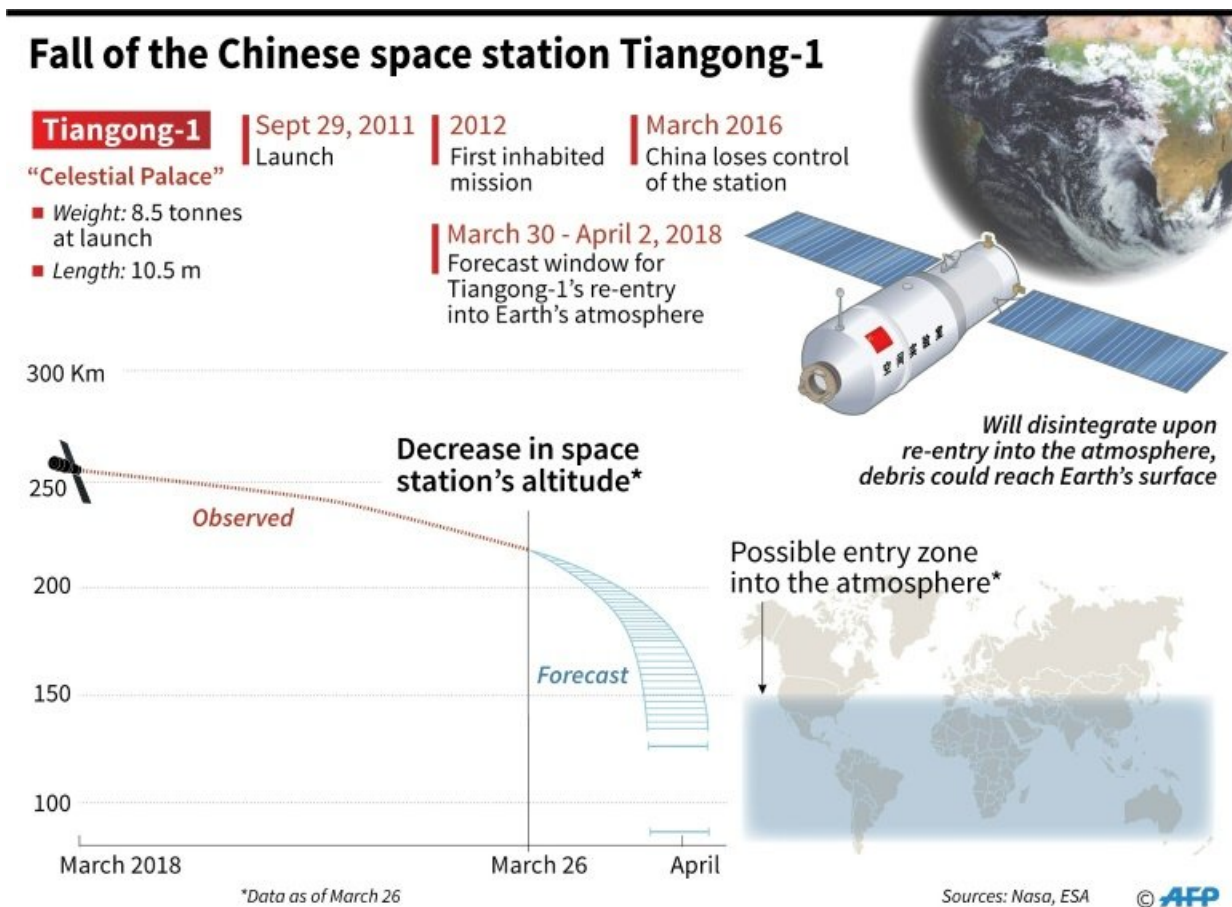 Fall of the Chinese space station Tiangong-1
Tiangong-1
“Celestial Palace”
Weight: 8.5 tonnes
at launch
Length: 10.5 m
Sept 29, 2011
Launch
2012
First inhabited
mission
March 2016
China loses control
of the station
March 30 - April 2, 2018
Forecast window for
Tiangong-1’s re-entry
into Earth’s atmosphere
空间实验室
Will disintegrate upon
re-entry into the atmosphere,
debris could reach Earth’s surface
300 Km
Decrease in space
station’s altitude*
250
Observed
200
Forecast
150
100
March 2018
March 26
April
Possible entry zone
into the atmosphere*
*Data as of March 26
Sources: Nasa, ESA
© AFP